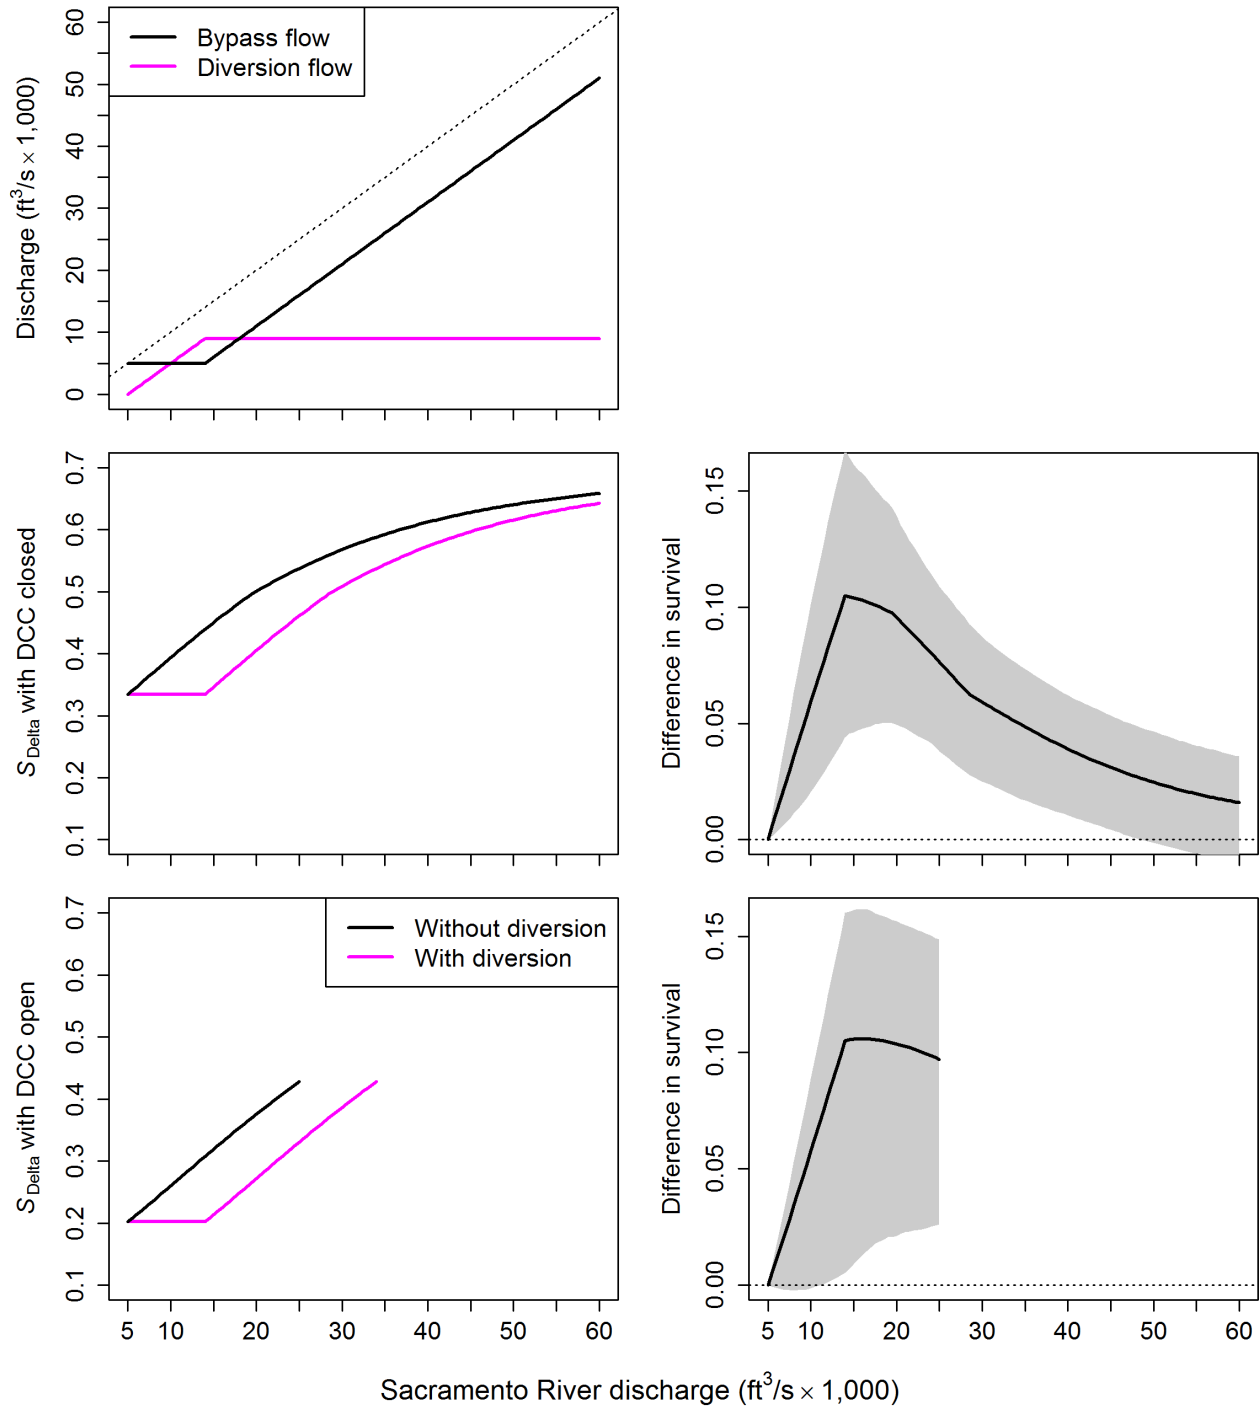 Discharge (ft³/s × 1,000)
0 10 20 30 40 50 60
Bypass flow
Diversion flow
S_Delta with DCC closed
0.1 0.2 0.3 0.4 0.5 0.6 0.7
Difference in survival
0.00 0.05 0.10 0.15
S_Delta with DCC open
0.1 0.2 0.3 0.4 0.5 0.6 0.7
Without diversion
With diversion
5 10 20 30 40 50 60
Difference in survival
0.00 0.05 0.10 0.15
5 10 20 30 40 50 60
Sacramento River discharge (ft³/s × 1,000)